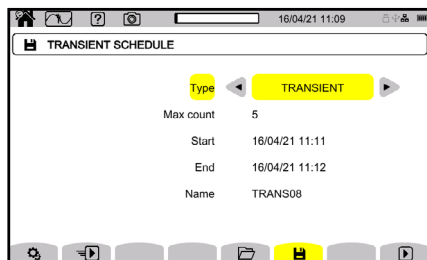 ? 16/04/21 11:09
TRANSIENT SCHEDULE
Type TRANSIENT
Max count 5
Start 16/04/21 11:11
End 16/04/21 11:12
Name TRANS08